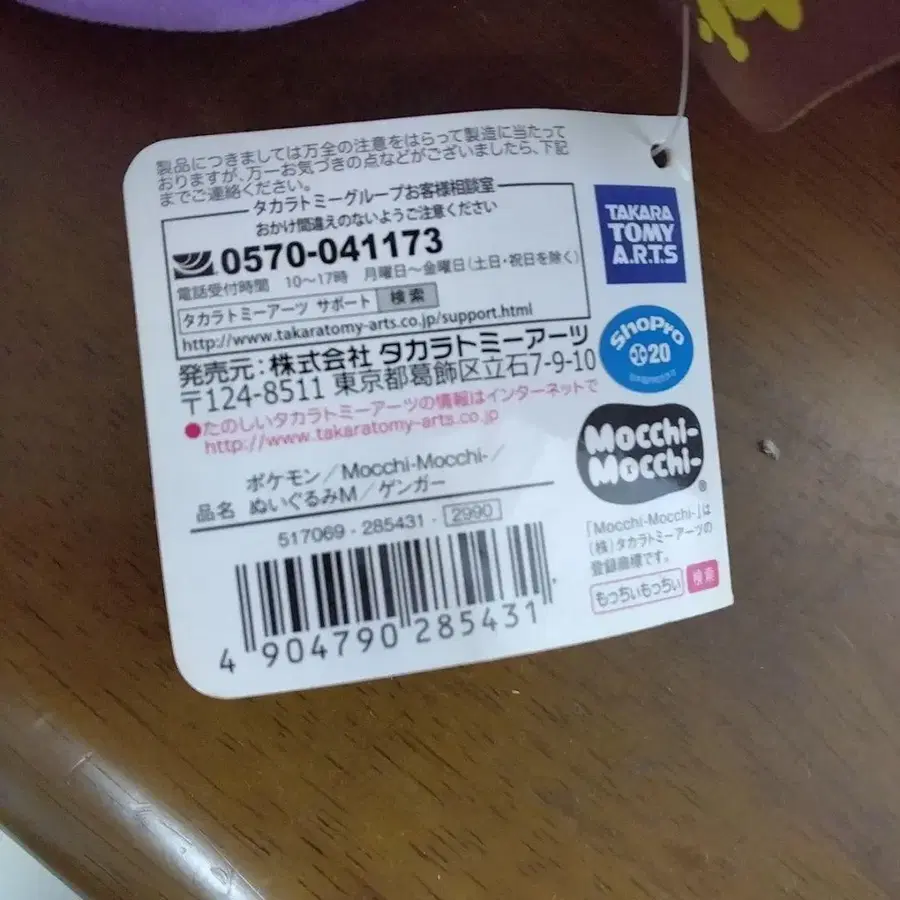 製品につきましては万全の注意をはらって製造に当たって
おりますが、万一お気づきの点などがございましたら、下記
までご連絡ください。
タカラトミーグループお客様相談室
おかけ間違えのないようご注意ください
0570-041173
電話受付時間 10〜17時 月曜日〜金曜日(土日・祝日を除く)
タカラトミーアーツ サポート 検索
http://www.takaratomy-arts.co.jp/support.html
発売元:株式会社 タカラトミーアーツ
〒124-8511 東京都葛飾区立石7-9-10
●たのしいタカラトミーアーツの情報はインターネットで
http://www.takaratomy-arts.co.jp
品名 ポケモン/Mocchi-Mocchi-/
ぬいぐるみM/ゲンガー
517069-285431-2990
4 904790 285431
TAKARA
TOMY
A.R.T.S
ShoPro
20
Mocchi-
Mocchi-
®
「Mocchi-Mocchi-」は
(株)タカラトミーアーツの
登録商標です。
もっちぃもっちぃ 検索